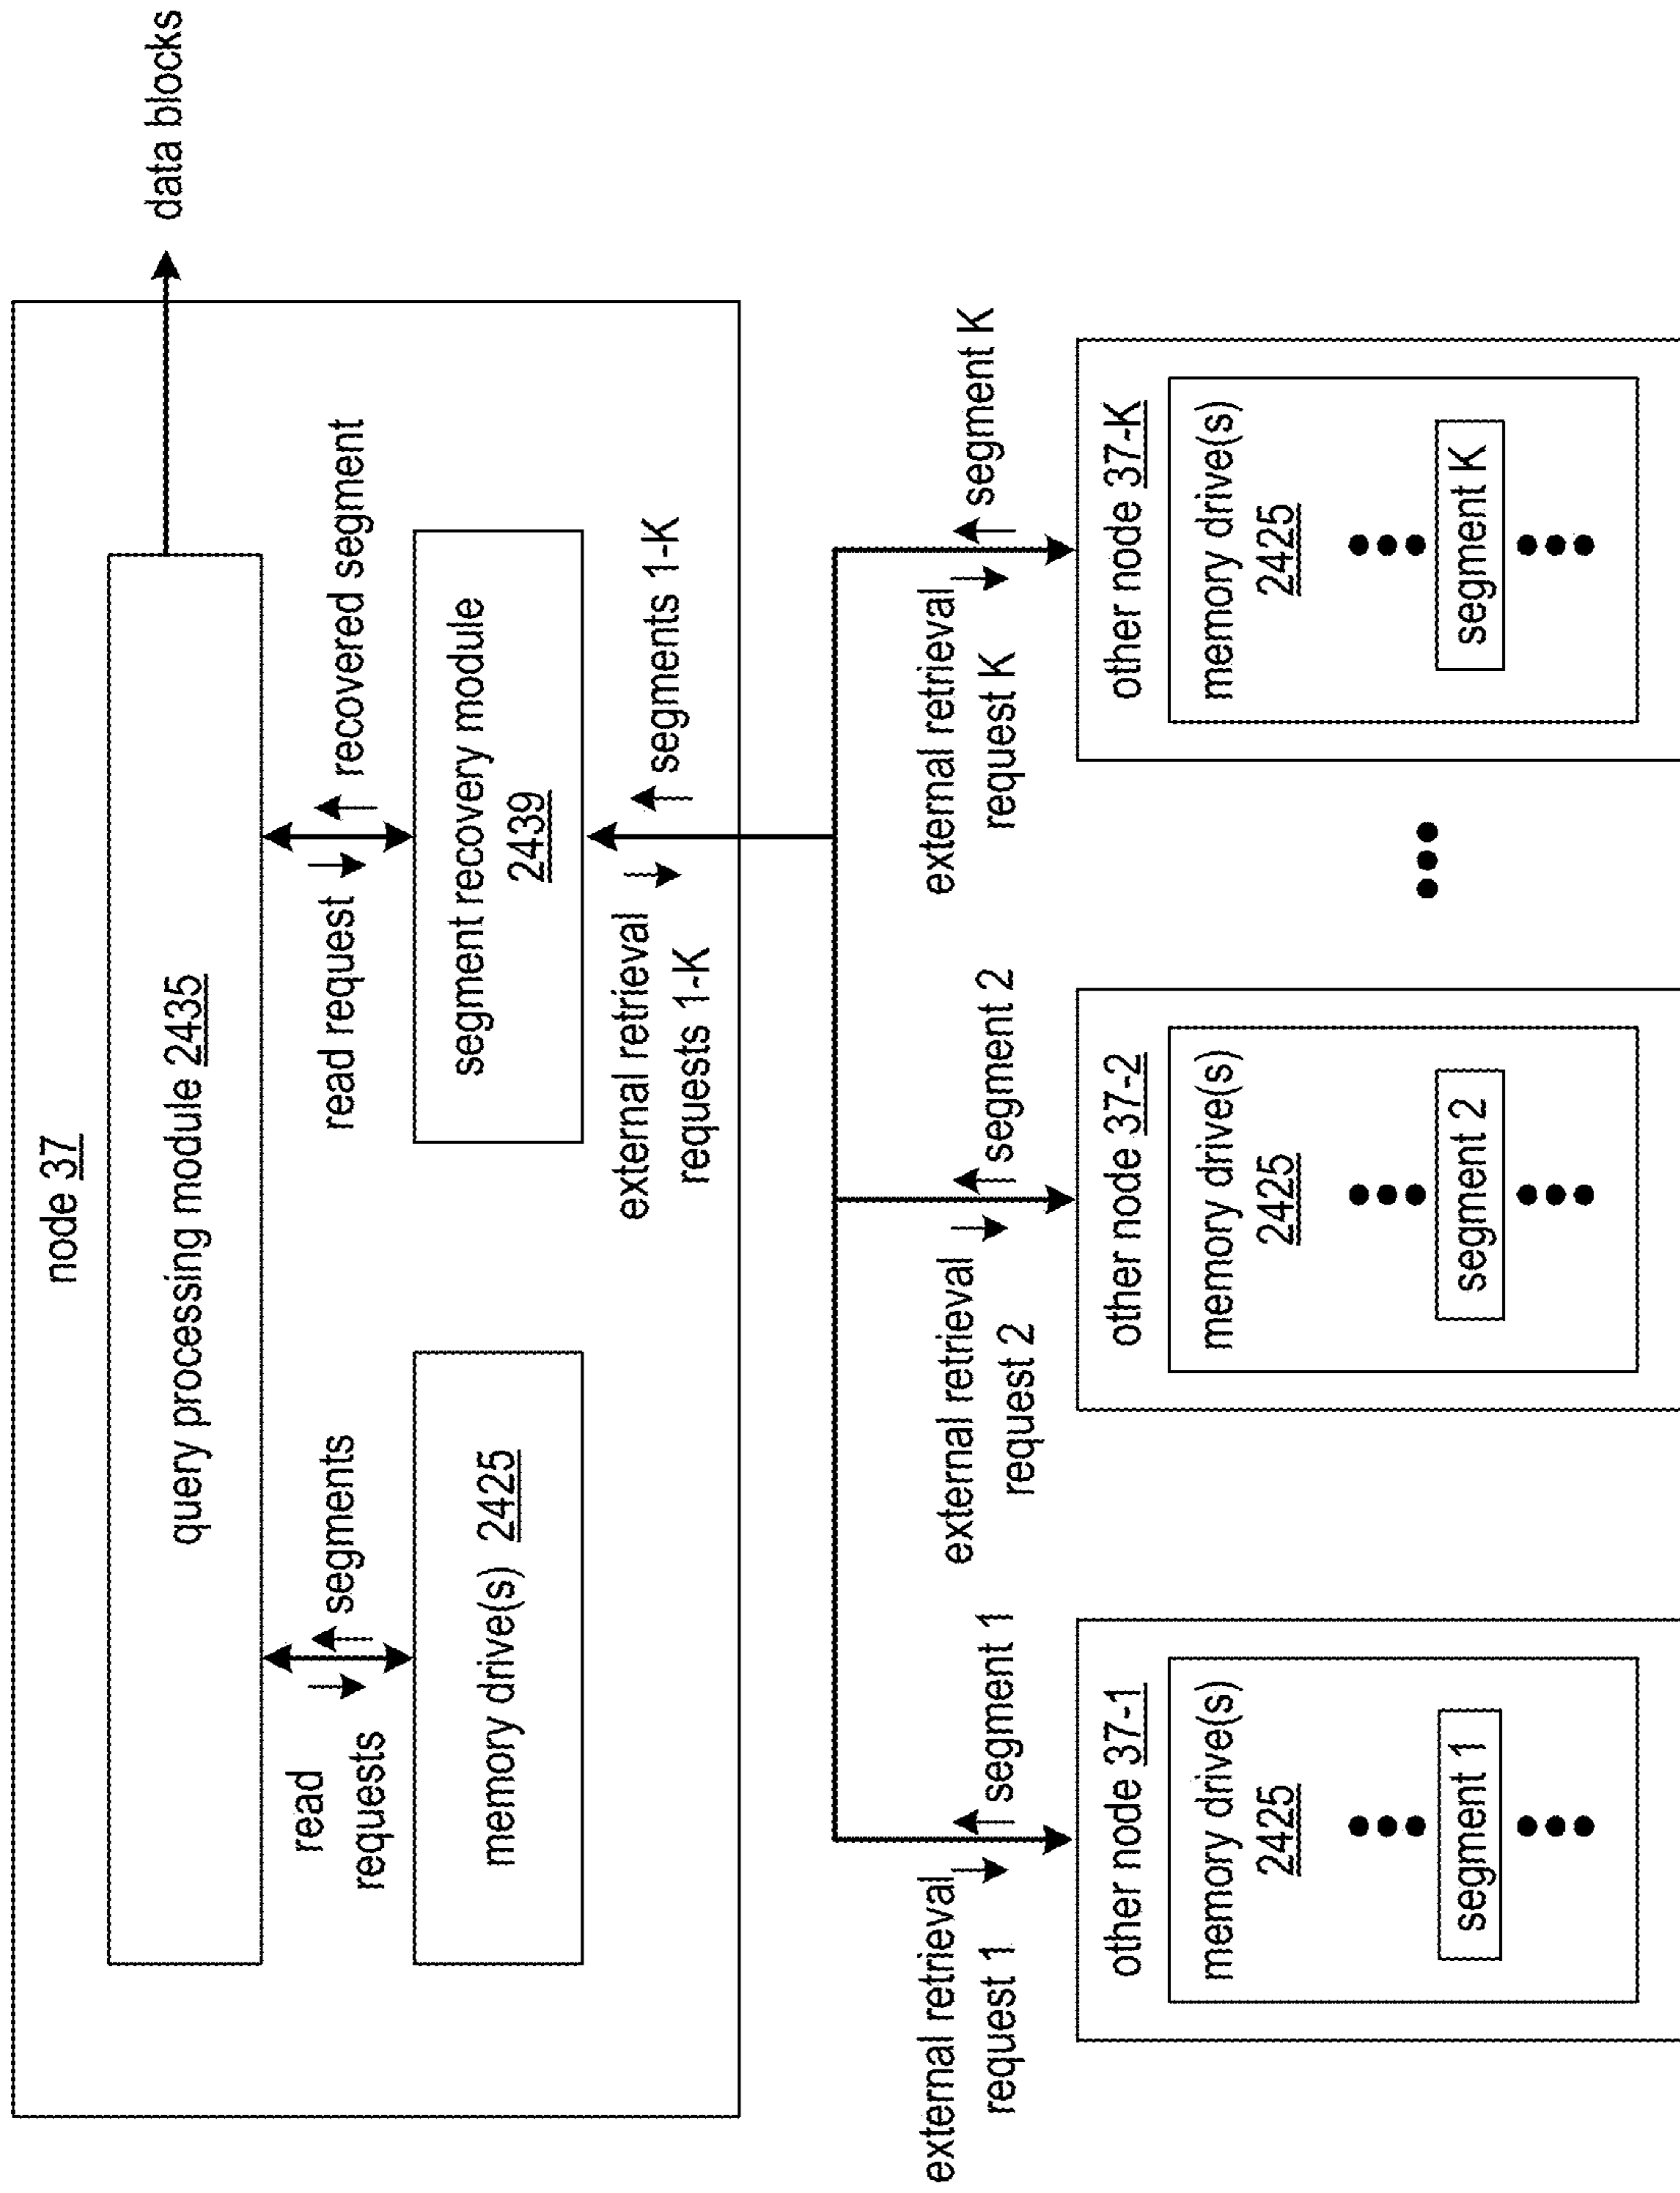 node 37
query processing module 2435
data blocks
read
requests
segments
read request
recovered segment
memory drive(s) 2425
segment recovery module
2439
external retrieval
requests 1-K
segments 1-K
external retrieval
request 1
segment 1
external retrieval
request 2
segment 2
external retrieval
request K
segment K
other node 37-1
memory drive(s)
2425
segment 1
other node 37-2
memory drive(s)
2425
segment 2
other node 37-K
memory drive(s)
2425
segment K